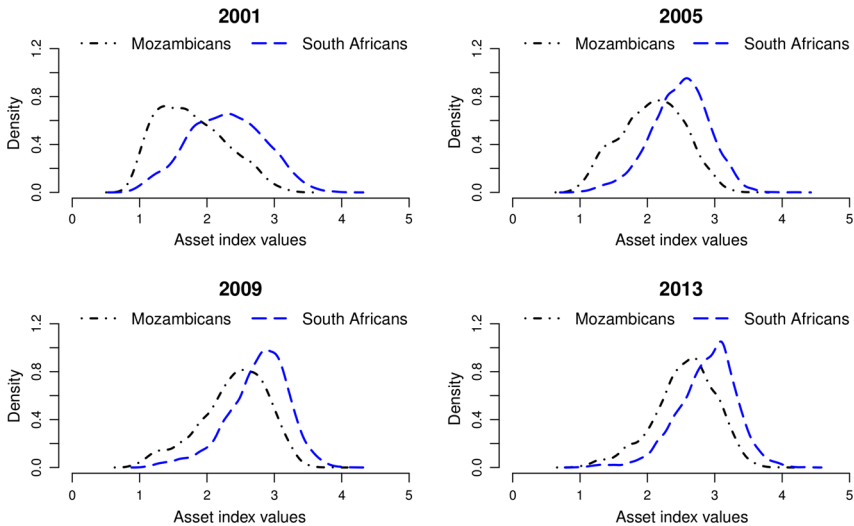 2001
2005
Mozambicans South Africans
Mozambicans South Africans
Density
0.0 0.4 0.8 1.2
0 1 2 3 4 5
Asset index values
Density
0.0 0.4 0.8 1.2
0 1 2 3 4 5
Asset index values
2009
2013
Mozambicans South Africans
Mozambicans South Africans
Density
0.0 0.4 0.8 1.2
0 1 2 3 4 5
Asset index values
Density
0.0 0.4 0.8 1.2
0 1 2 3 4 5
Asset index values